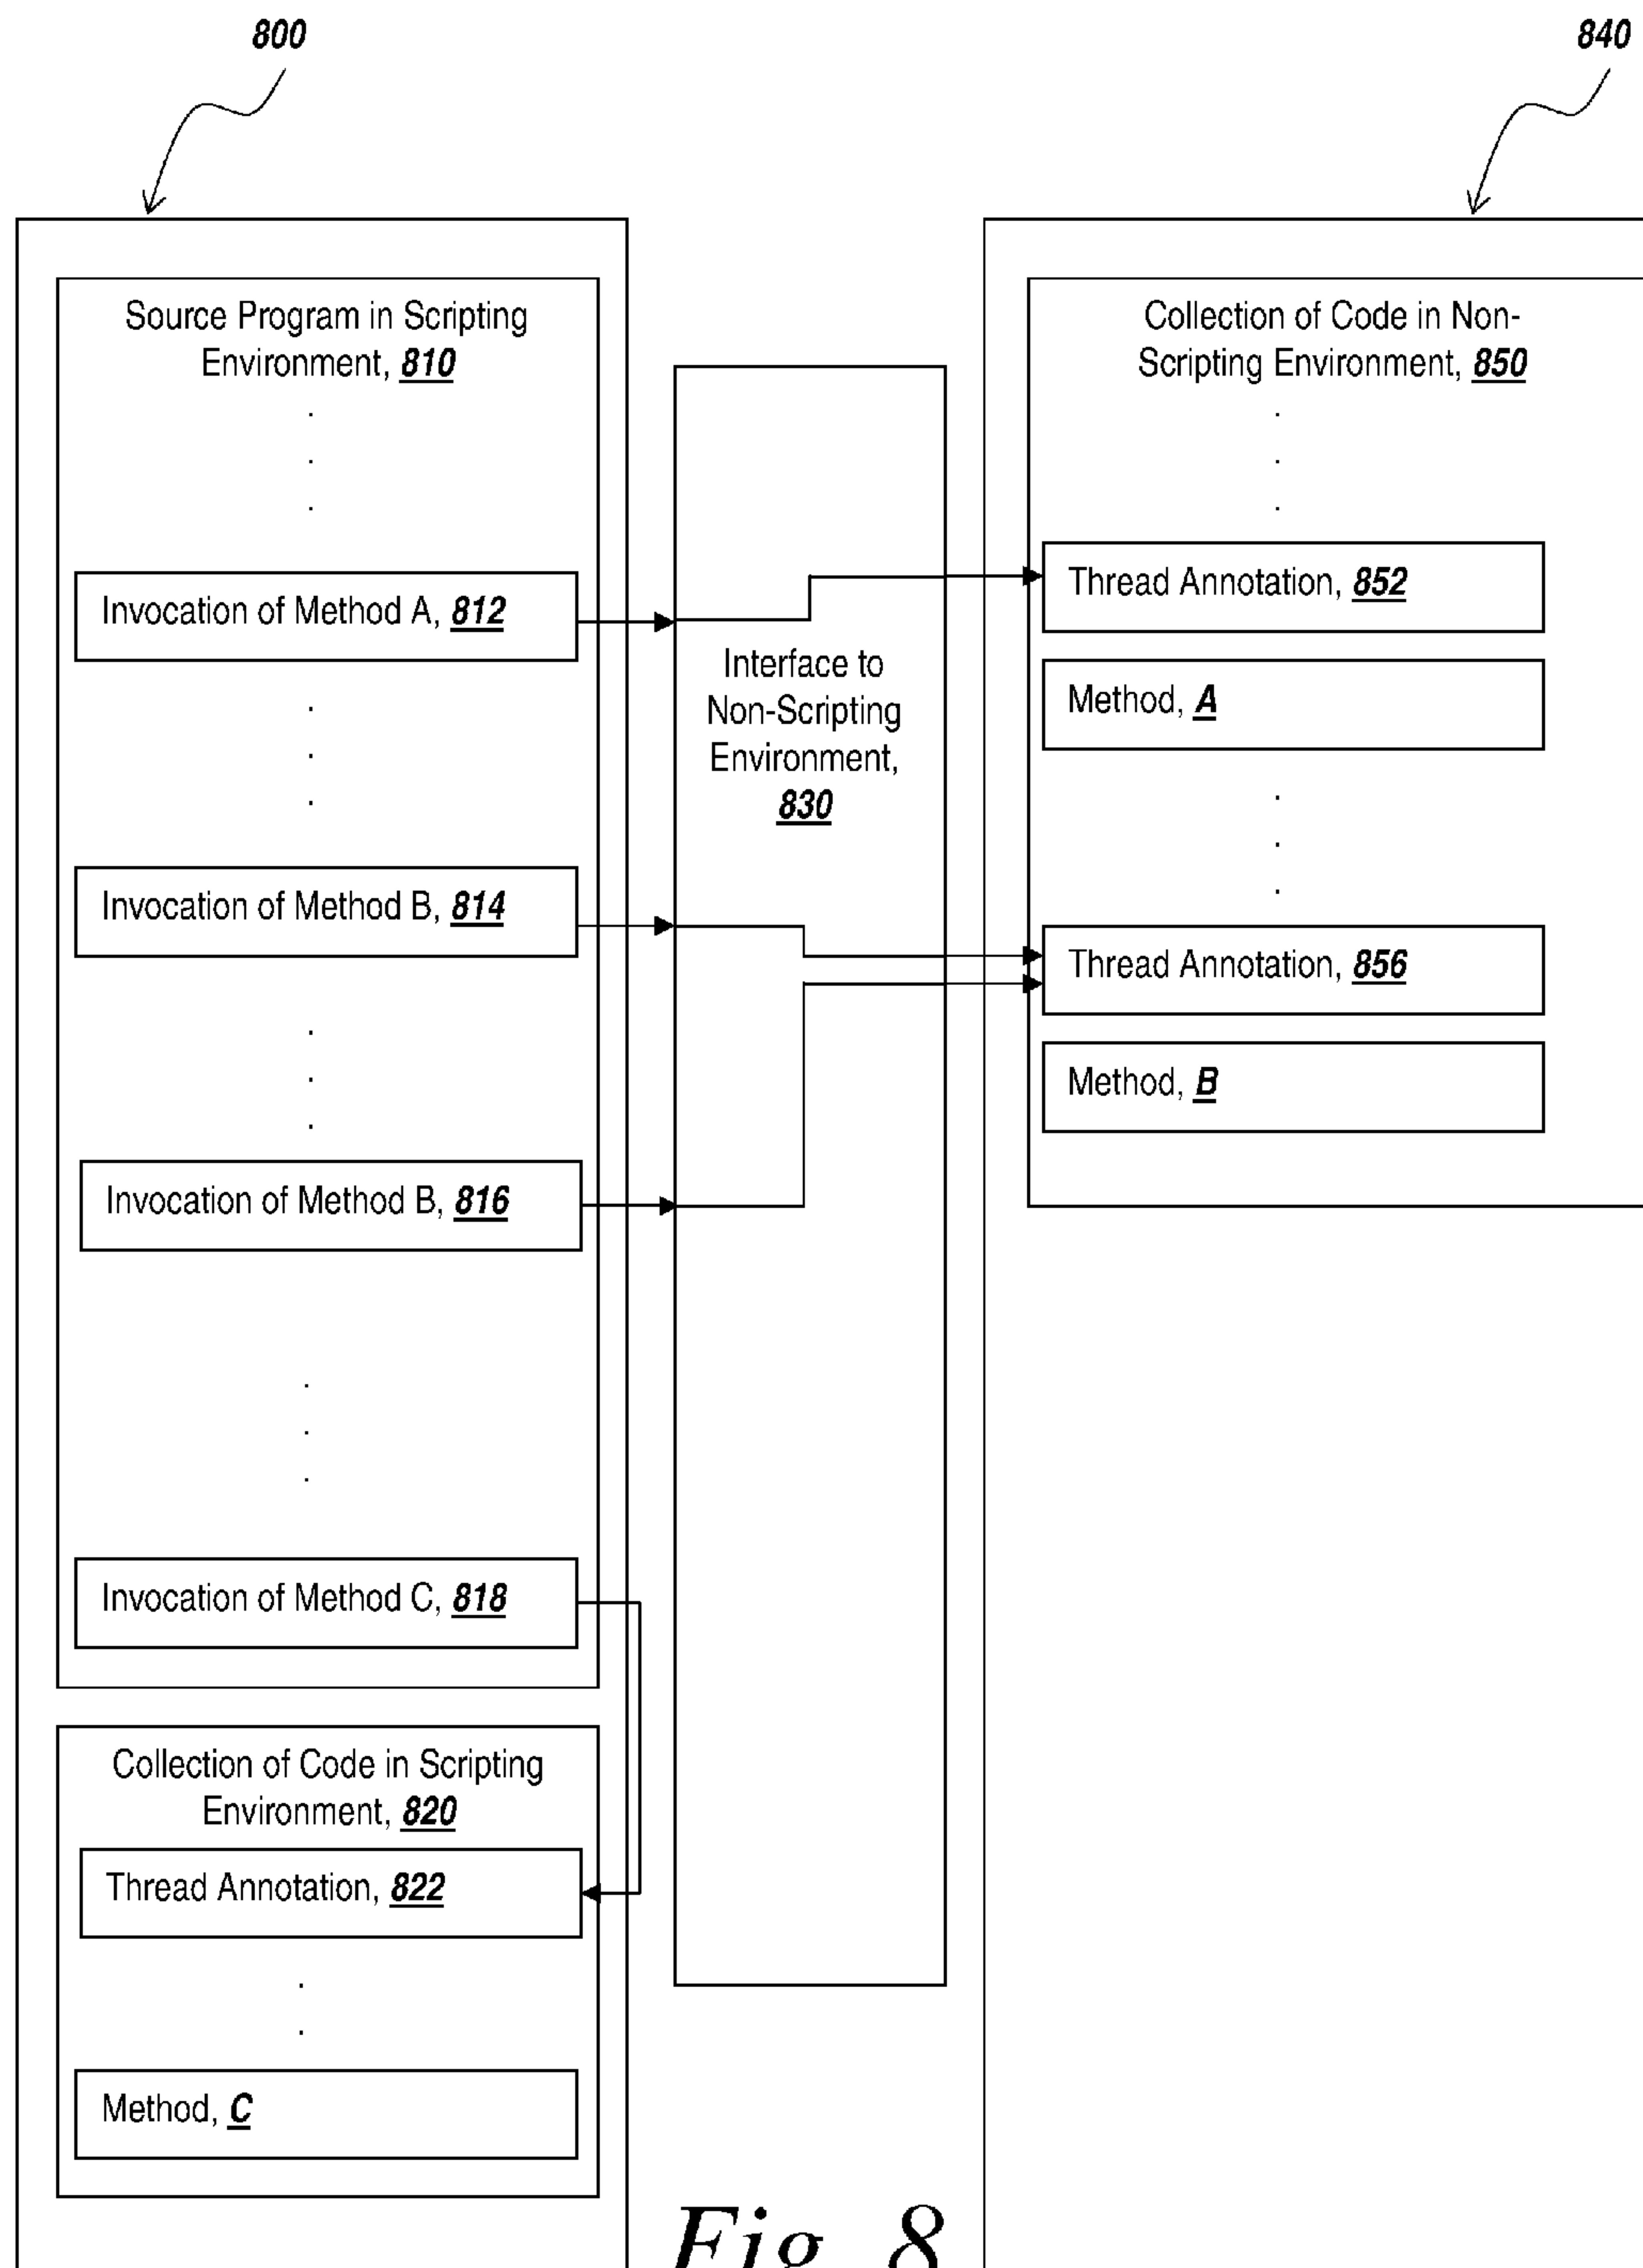 800
840
Source Program in Scripting
Environment, 810
Invocation of Method A, 812
Invocation of Method B, 814
Invocation of Method B, 816
Invocation of Method C, 818
Collection of Code in Scripting
Environment, 820
Thread Annotation, 822
Method, C
Interface to
Non-Scripting
Environment,
830
Collection of Code in Non-
Scripting Environment, 850
Thread Annotation, 852
Method, A
Thread Annotation, 856
Method, B
Fig. 8